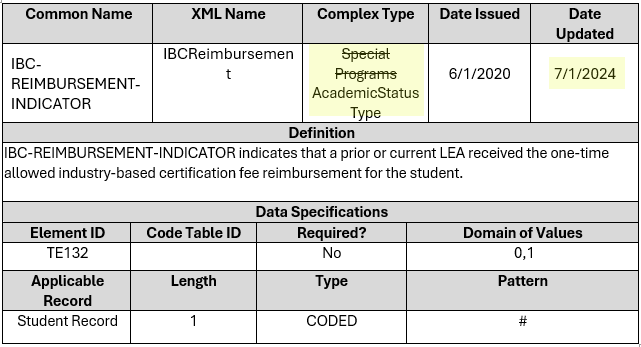 Common Name XML Name Complex Type Date Issued Date Updated
IBC-REIMBURSEMENT-INDICATOR IBCReimbursement Special Programs AcademicStatus Type 6/1/2020 7/1/2024
Definition
IBC-REIMBURSEMENT-INDICATOR indicates that a prior or current LEA received the one-time
allowed industry-based certification fee reimbursement for the student.
Data Specifications
Element ID Code Table ID Required? Domain of Values
TE132 No 0,1
Applicable Record Length Type Pattern
Student Record 1 CODED #